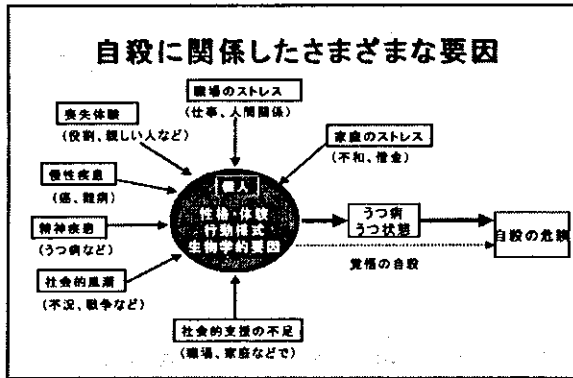 自殺に関係したさまざまな要因
職場のストレス
(仕事、人間関係)
喪失体験
(役割、親しい人など)
家庭のストレス
(不和、借金)
慢性疾患
(癌、難病)
個人
性格・体験
行動様式・
生物学的要因
精神疾患
(うつ病など)
うつ病
うつ状態
自殺の危険
覚悟の自殺
社会的風潮
(不況、戦争など)
社会的支援の不足
(職場、家庭などで)